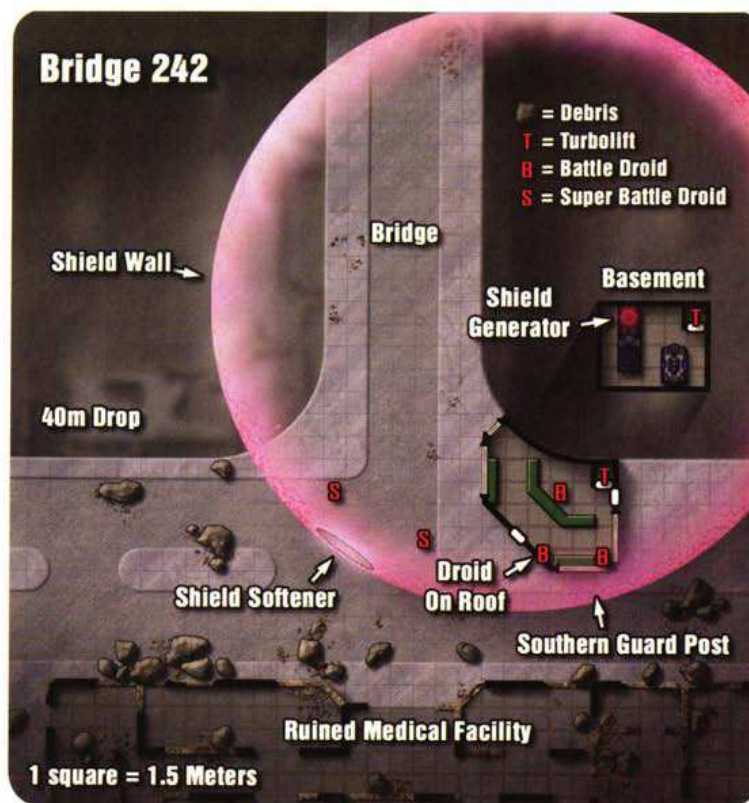 Bridge 242
= Debris
T = Turbolift
B = Battle Droid
S = Super Battle Droid
Bridge
Shield Wall
Basement
Shield
Generator
T
40m Drop
S
B
T
S
B
B
Droid
On Roof
Shield Softener
Southern Guard Post
Ruined Medical Facility
1 square = 1.5 Meters